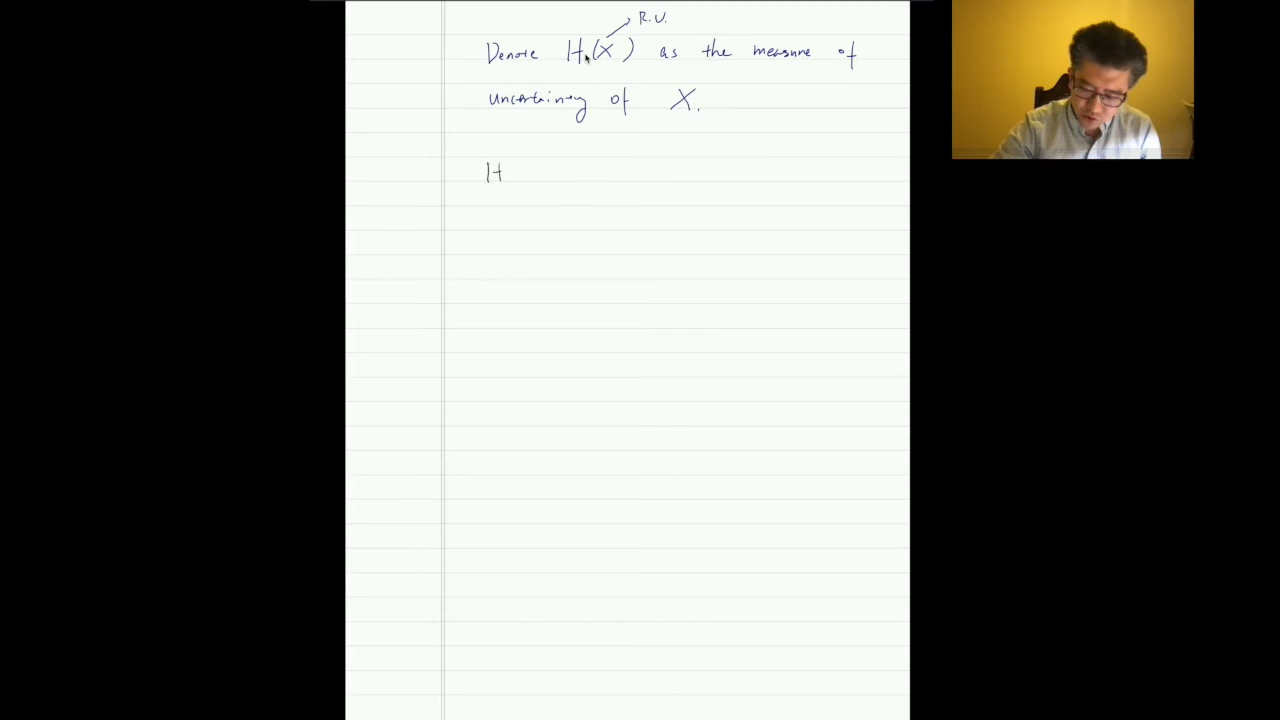 R.V.
Denote H(X) as the measure of
uncertainty of X.
H